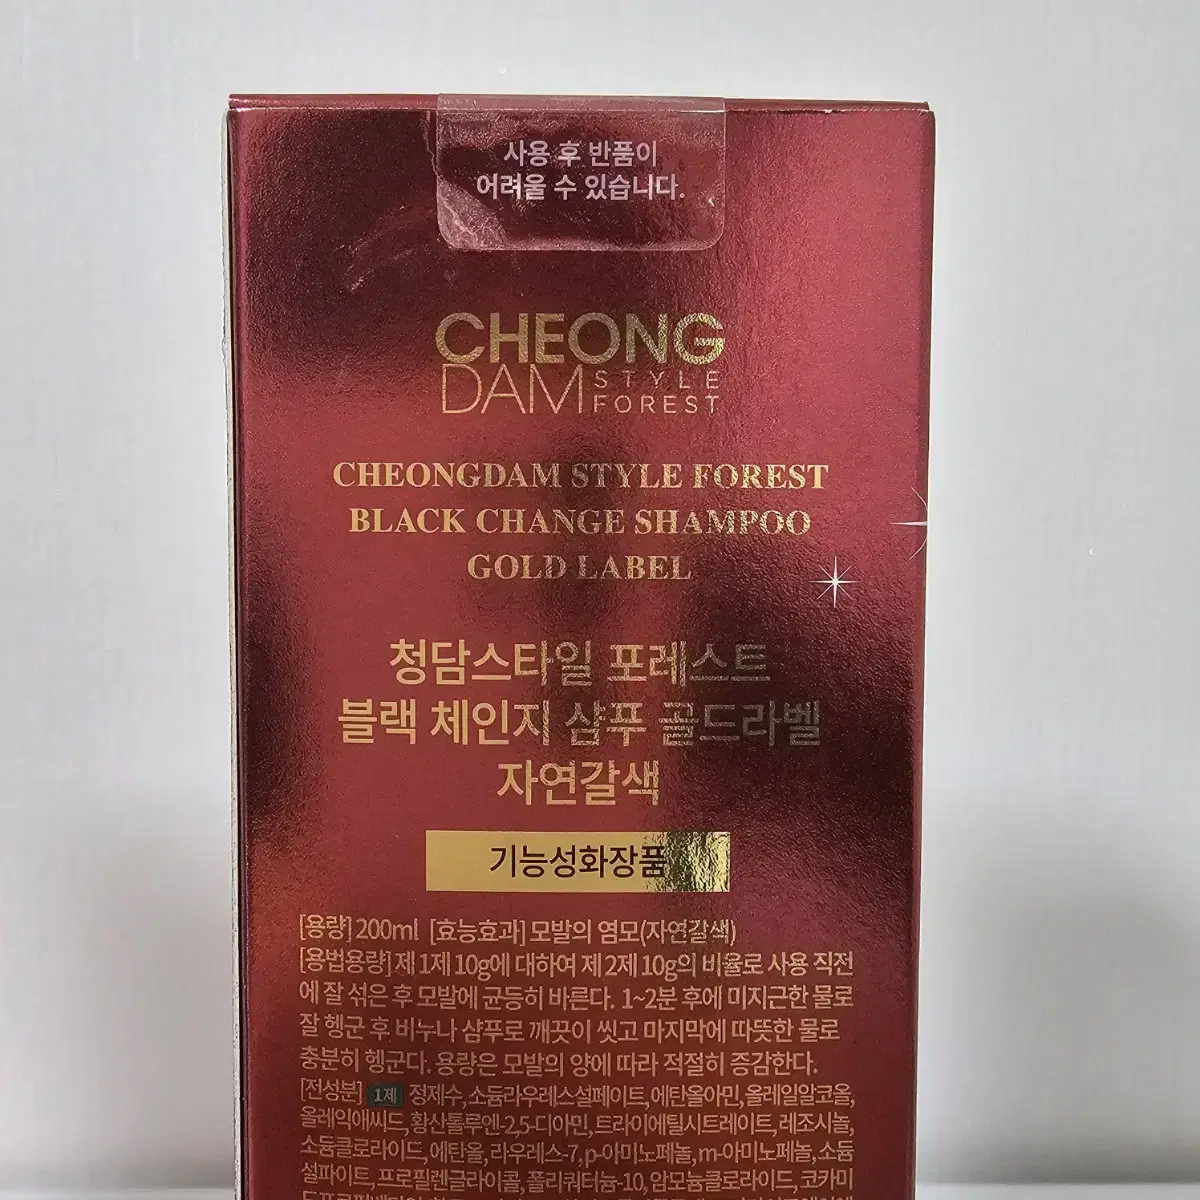 사용 후 반품이
어려울 수 있습니다.
CHEONG
DAM STYLE
FOREST
CHEONGDAM STYLE FOREST
BLACK CHANGE SHAMPOO
GOLD LABEL
청담스타일 포레스트
블랙 체인지 샴푸 골드라벨
자연갈색
기능성화장품
[용량] 200ml [효능효과] 모발의 염모(자연갈색)
[용법용량] 제 1제 10g에 대하여 제 2제 10g의 비율로 사용 직전
에 잘 섞은 후 모발에 균등히 바른다. 1~2분 후에 미지근한 물로
잘 헹군 후 비누나 샴푸로 깨끗이 씻고 마지막에 따뜻한 물로
충분히 헹군다. 용량은 모발의 양에 따라 적절히 증감한다.
[전성분] 1제 정제수, 소듐라우레스설페이트, 에탄올아민, 올레일알코올,
올레익애씨드, 황산톨루엔-2,5-디아민, 트라이에틸시트레이트, 레조시놀,
소듐클로라이드, 에탄올, 라우레스-7, p-아미노페놀, m-아미노페놀, 소듐
설파이트, 프로필렌글라이콜, 폴리쿼터늄-10, 암모늄클로라이드, 코카미